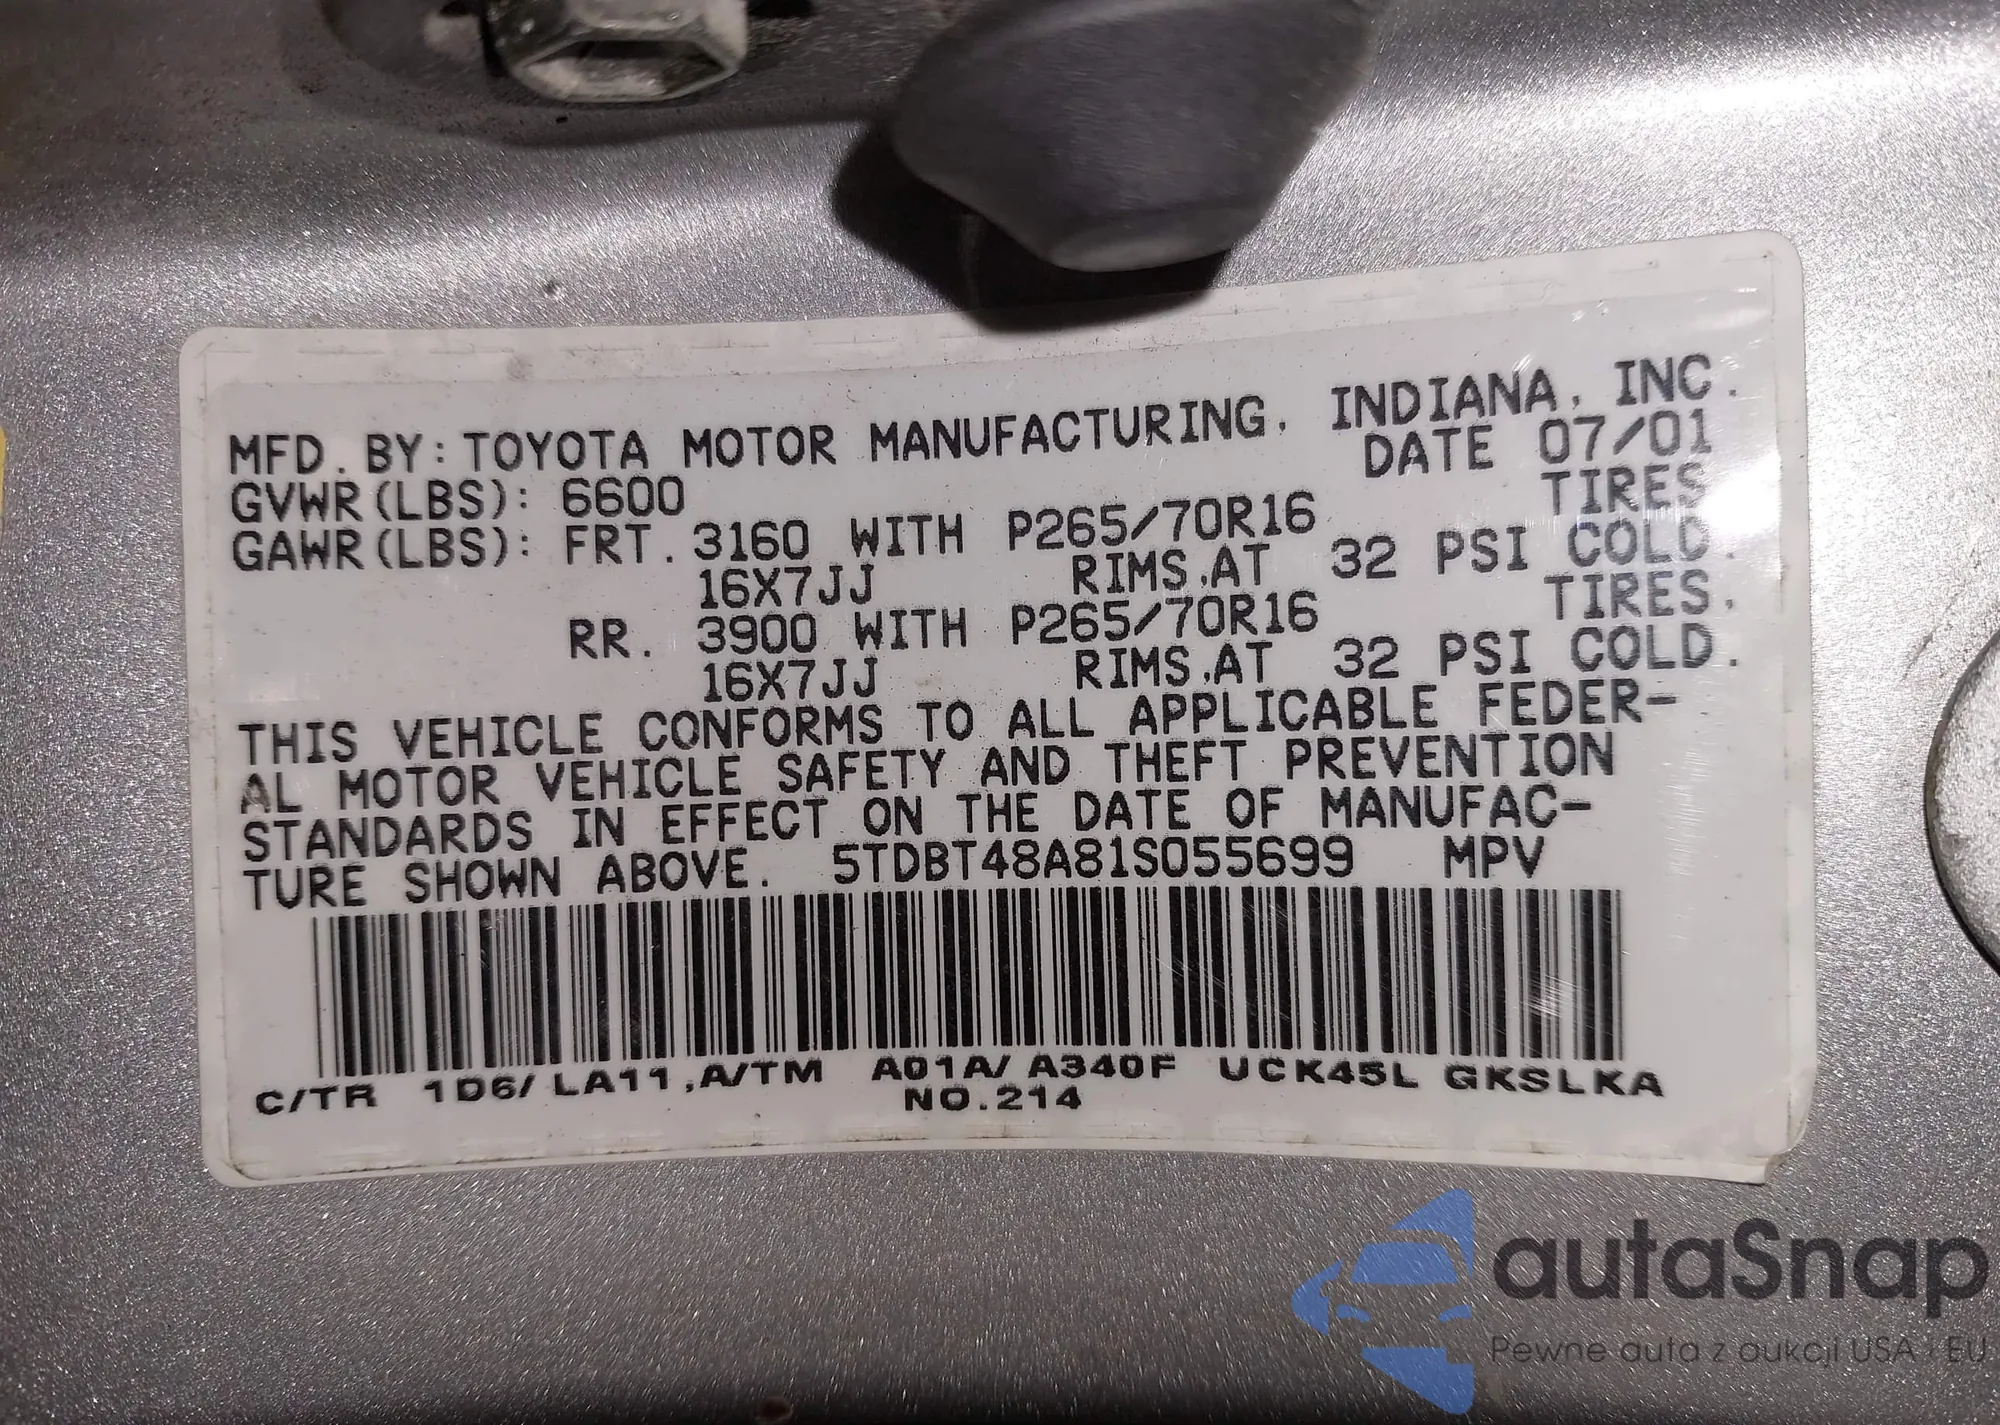 MFD. BY: TOYOTA MOTOR MANUFACTURING, INDIANA, INC.
DATE 07/01
GVWR(LBS): 6600
TIRES
GAWR(LBS): FRT. 3160 WITH P265/70R16
16X7JJ RIMS,AT 32 PSI COLD.
TIRES,
RR. 3900 WITH P265/70R16
16X7JJ RIMS,AT 32 PSI COLD.
THIS VEHICLE CONFORMS TO ALL APPLICABLE FEDER-
AL MOTOR VEHICLE SAFETY AND THEFT PREVENTION
STANDARDS IN EFFECT ON THE DATE OF MANUFAC-
TURE SHOWN ABOVE. 5TDBT48A81S055699 MPV
C/TR 1D6/LA11,A/TM A01A/A340F UCK45L GKSLKA
NO.214
autaSnap
Pewne auta z aukcji USA i EU